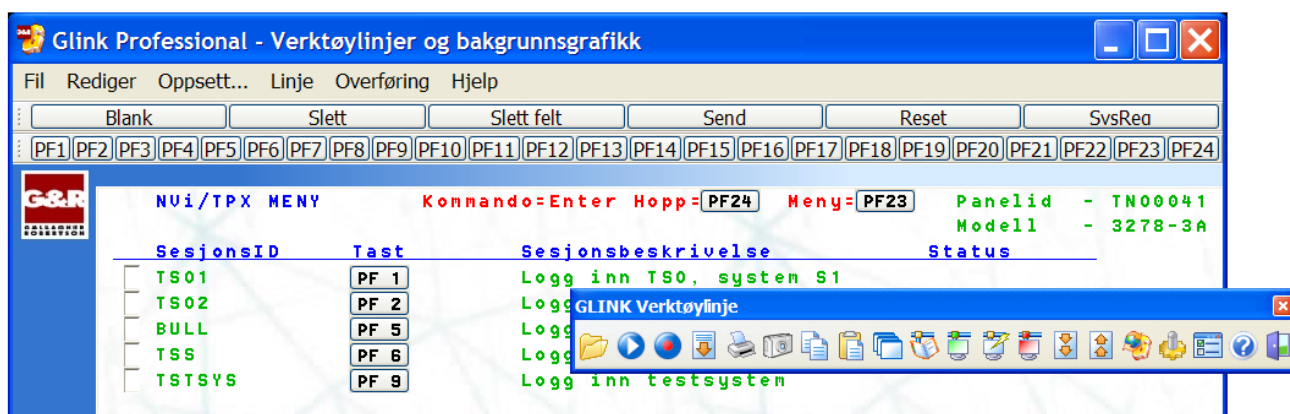 Glink Professional - Verktøylinjer og bakgrunnsgrafikk
Fil Rediger Oppsett... Linje Overføring Hjelp
Blank Slett Slett felt Send Reset SysReq
PF1 PF2 PF3 PF4 PF5 PF6 PF7 PF8 PF9 PF10 PF11 PF12 PF13 PF14 PF15 PF16 PF17 PF18 PF19 PF20 PF21 PF22 PF23 PF24
G&R
GALLAGHER
ROBERTSON
NVi/TPX MENY Kommando=Enter Hopp=PF24 Meny=PF23 Panelid - TN00041
Modell - 3278-3A
SesjonsID Tast Sesjonsbeskrivelse Status
TSO1 PF 1 Logg inn TSO, system S1
TSO2 PF 2 Logg
GLINK Verktøylinje
BULL PF 5 Logg
TSS PF 6 Logg
TSTSYS PF 9 Logg inn testsystem